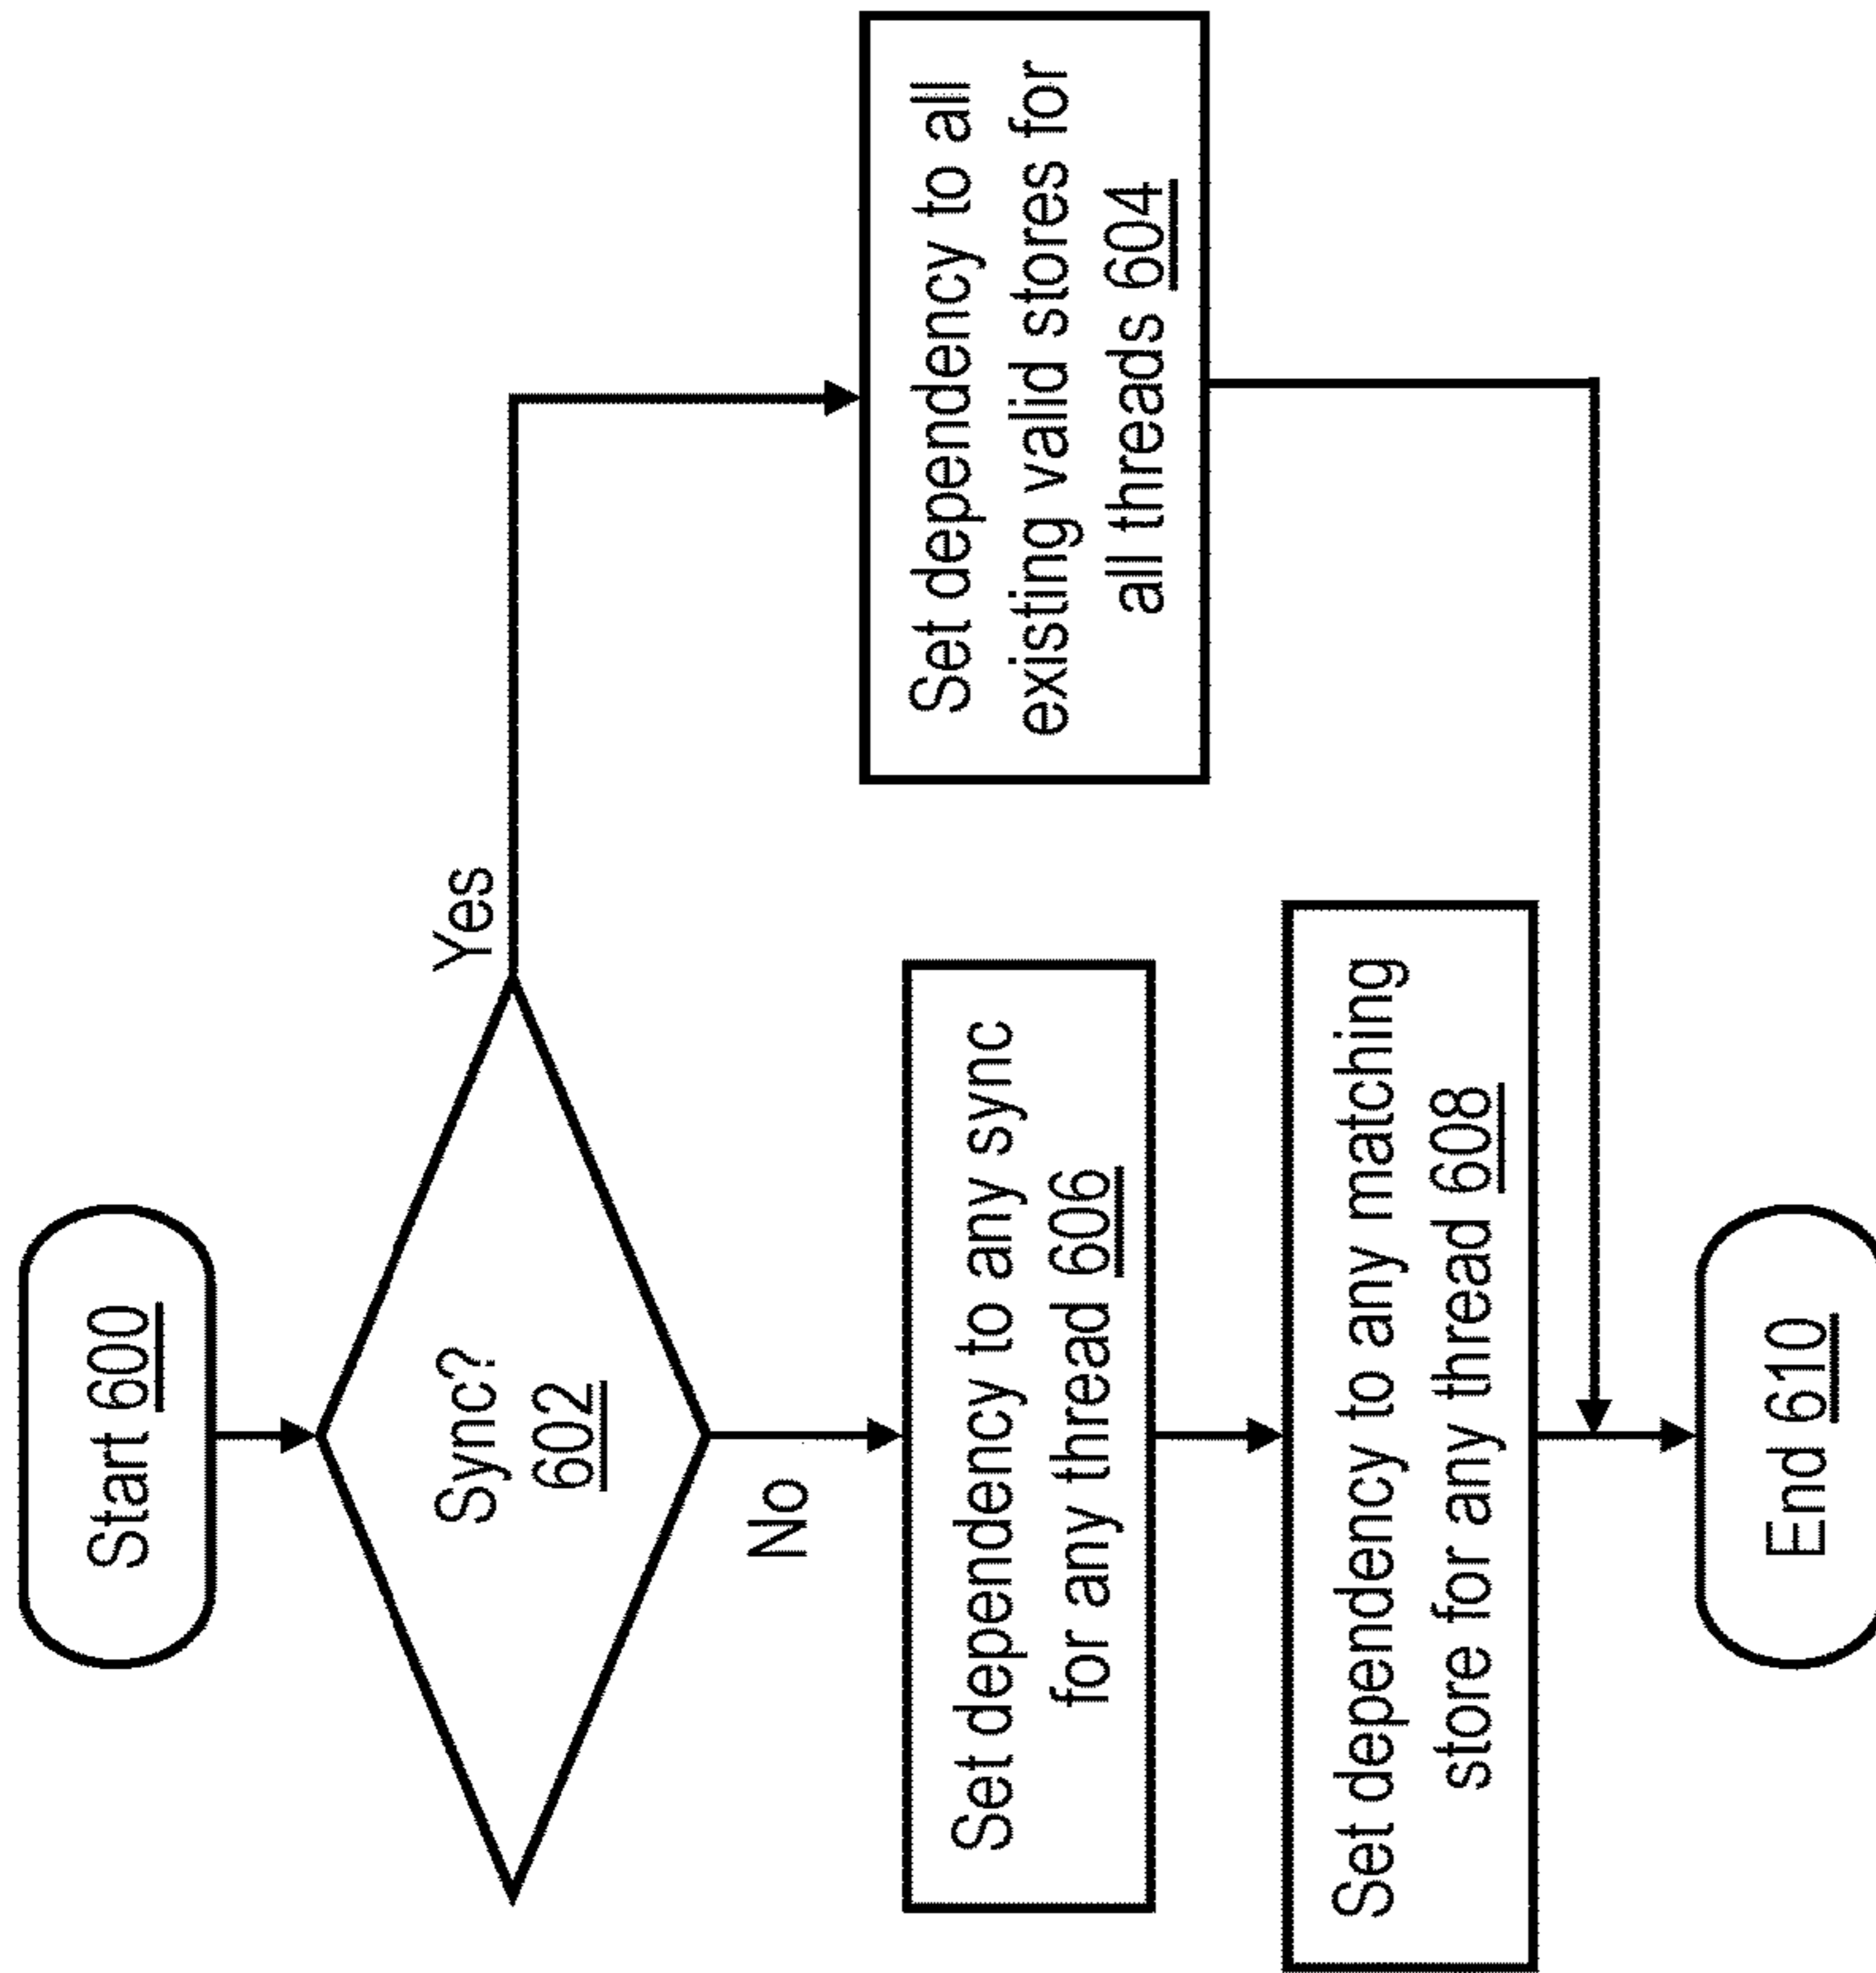 Start 600
Sync?
602
Yes
No
Set dependency to all
existing valid stores for
all threads 604
Set dependency to any sync
for any thread 606
Set dependency to any matching
store for any thread 608
End 610